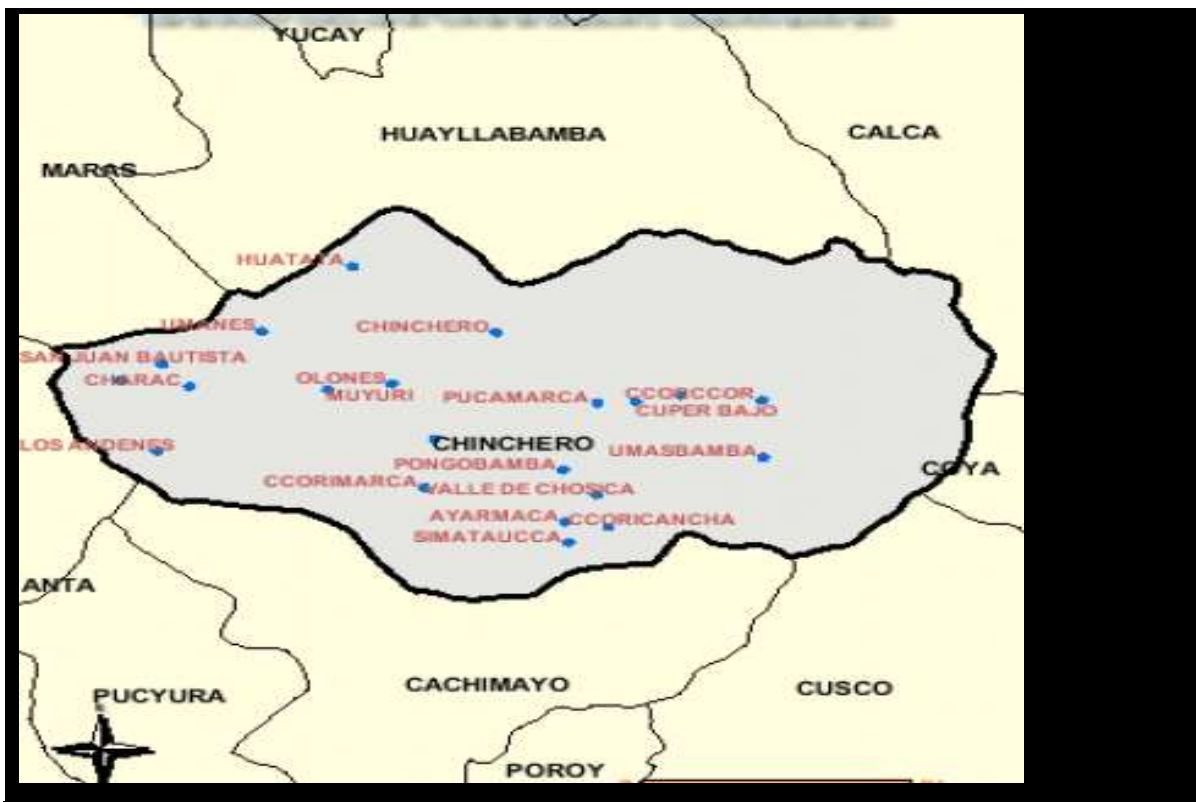 YUCAY
HUAYLLABAMBA
CALCA
MARAS
HUATATA
UMANES
CHINCHERO
SAN JUAN BAUTISTA
CHARAC
OLONES
MUYURI
PUCAMARCA
CCORCCOR
CUPER BAJO
LOS ANDENES
CHINCHERO
UMASBAMBA
PONGOBAMBA
COYA
CCORIMARCA
VALLE DE CHOSICA
AYARMACA
CCORICANCHA
SIMATAUCCA
ANTA
PUCYURA
CACHIMAYO
CUSCO
POROY